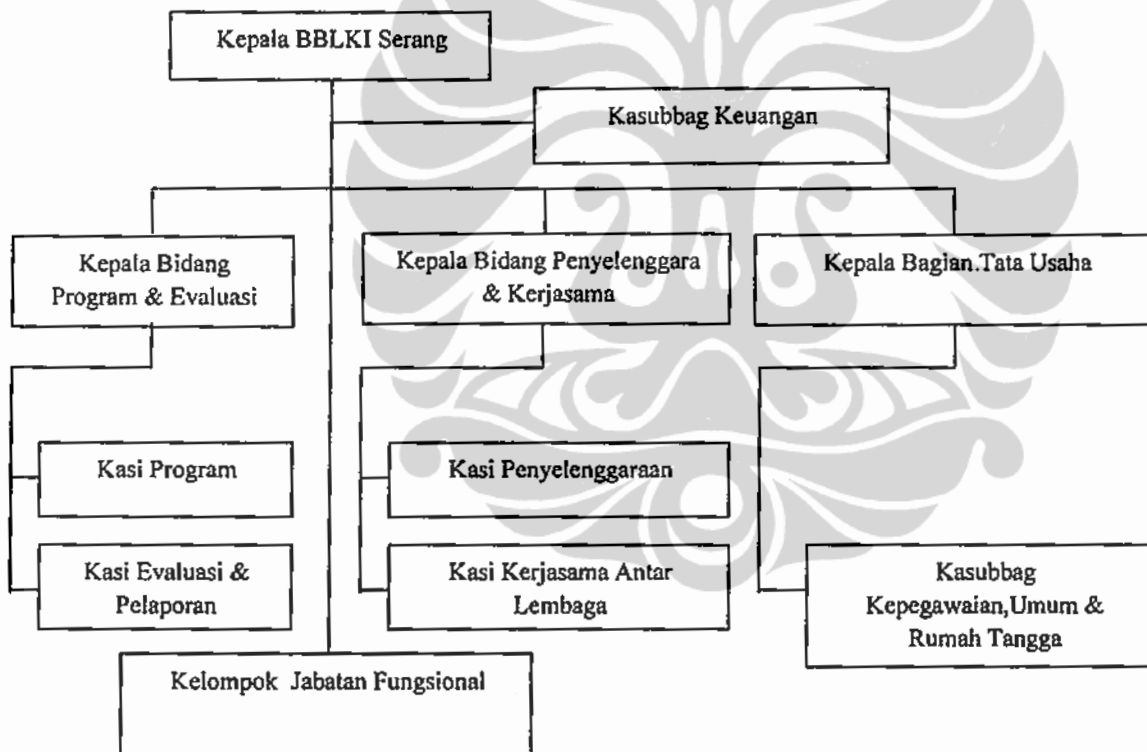 Kepala BBLKI Serang
Kasubbag Keuangan
Kepala Bidang
Program & Evaluasi
Kepala Bidang Penyelenggara
& Kerjasama
Kepala Bagian.Tata Usaha
Kasi Program
Kasi Penyelenggaraan
Kasi Evaluasi &
Pelaporan
Kasi Kerjasama Antar
Lembaga
Kasubbag
Kepegawaian,Umum &
Rumah Tangga
Kelompok Jabatan Fungsional